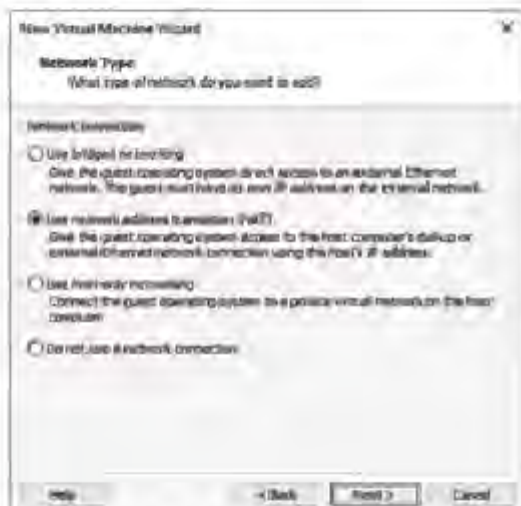 New Virtual Machine Wizard
Network Type
What type of network do you want to add?
Network connection
Use bridged networking
Give the guest operating system direct access to an external Ethernet
network. The guest must have its own IP address on the external network.
Use network address translation (NAT)
Give the guest operating system access to the host computer's dial-up or
external Ethernet network connection using the host's IP address.
Use host-only networking
Connect the guest operating system to a private virtual network on the host
computer.
Do not use a network connection
Help
< Back
Next >
Cancel